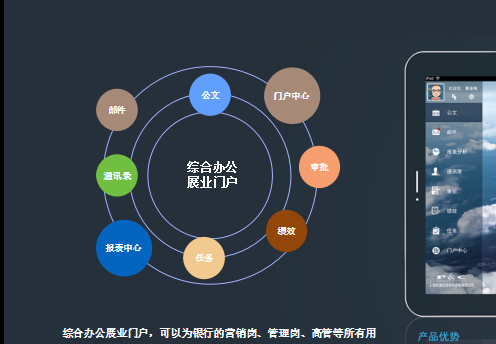 公文
邮件
门户中心
综合办公
展业门户
通讯录
审批
报表中心
任务
绩效
综合办公展业门户，可以为银行的营销岗、管理岗、高管等所有用
iPad
公文
邮件
报表分析
通讯录
审批
绩效
任务
门户中心
P&C
产品优势